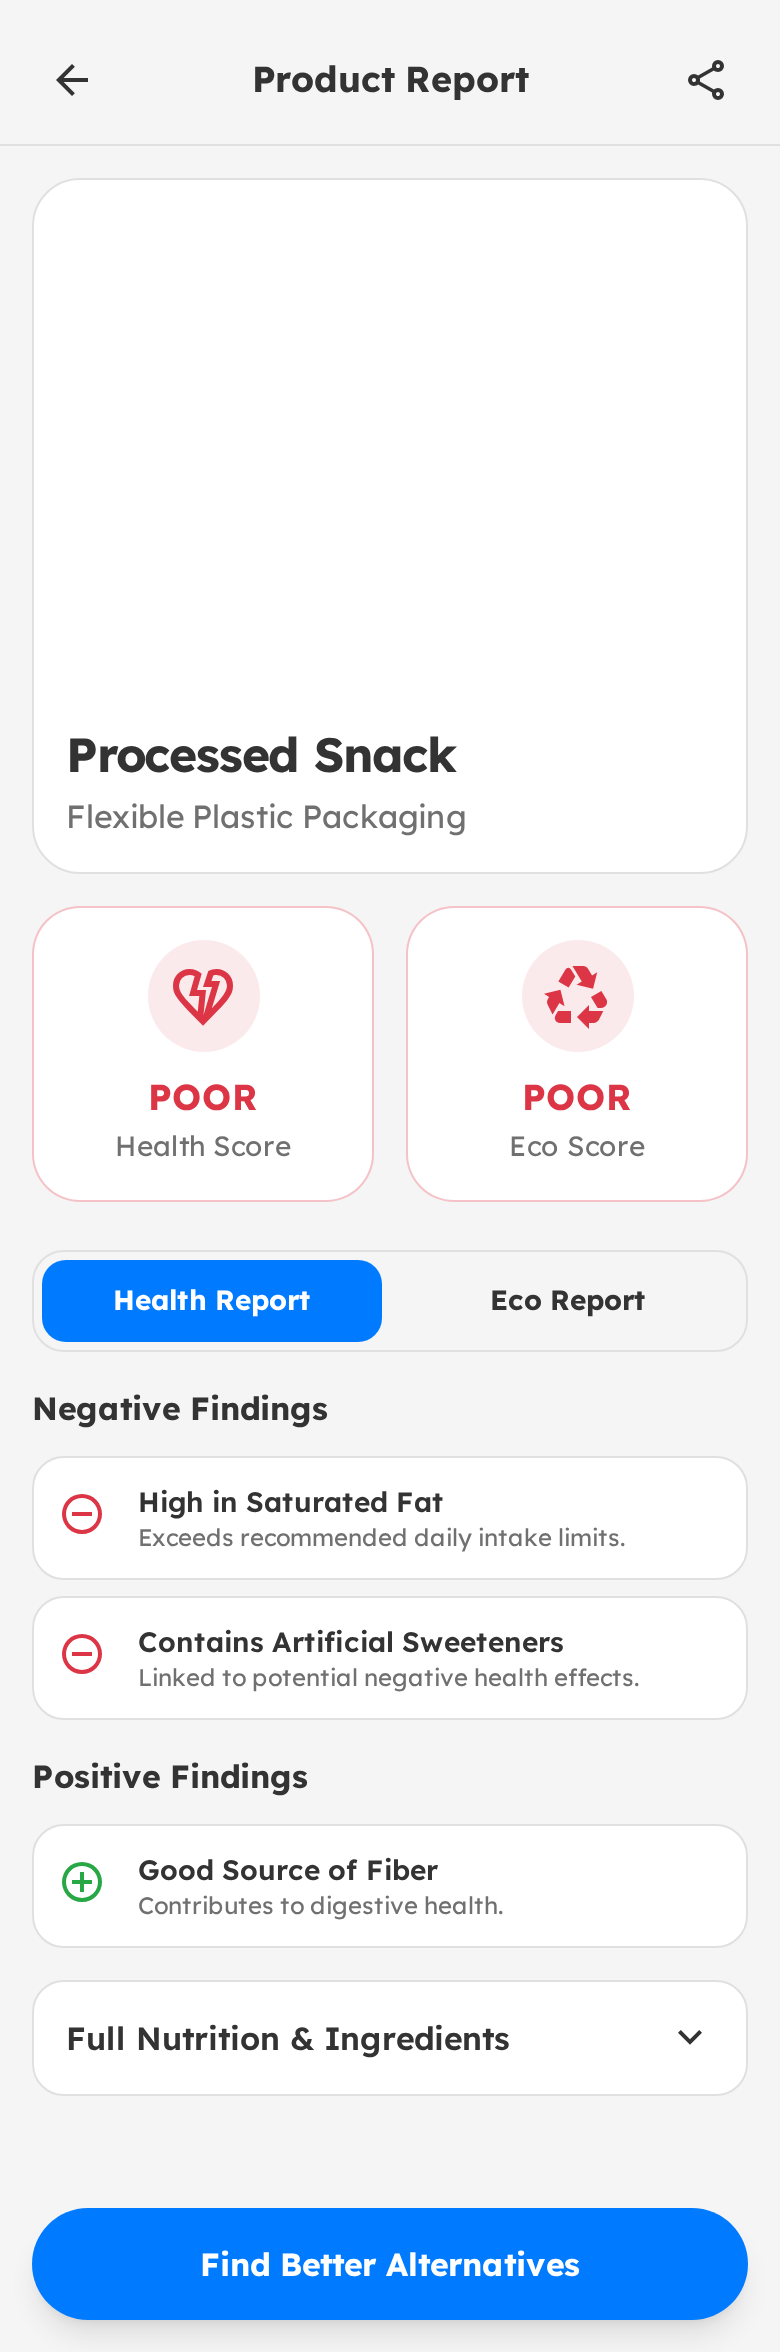 Product Report
Processed Snack
Flexible Plastic Packaging
POOR
Health Score
POOR
Eco Score
Health Report
Eco Report
Negative Findings
High in Saturated Fat
Exceeds recommended daily intake limits.
Contains Artificial Sweeteners
Linked to potential negative health effects.
Positive Findings
Good Source of Fiber
Contributes to digestive health.
Full Nutrition & Ingredients
Find Better Alternatives